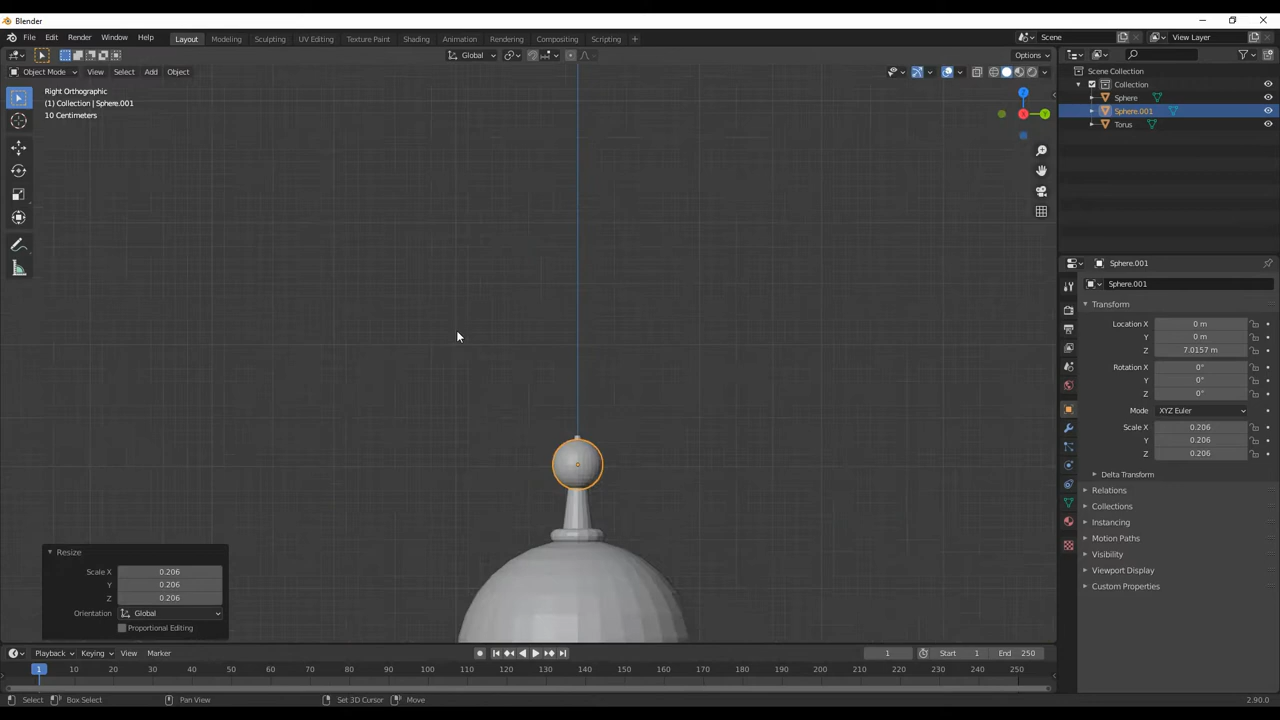 Blender
File Edit Render Window Help Layout Modeling Sculpting UV Editing Texture Paint Shading Animation Rendering Compositing Scripting + Scene View Layer
Global Options
Object Mode View Select Add Object
Right Orthographic
(1) Collection | Sphere.001
10 Centimeters
Z
X
Y
Scene Collection
Collection
Sphere
Sphere.001
Torus
Sphere.001
Sphere.001
Transform
Location X 0 m
Y 0 m
Z 7.0157 m
Rotation X 0°
Y 0°
Z 0°
Mode XYZ Euler
Scale X 0.206
Y 0.206
Z 0.206
Delta Transform
Relations
Collections
Instancing
Motion Paths
Visibility
Viewport Display
Custom Properties
Resize
Scale X 0.206
Y 0.206
Z 0.206
Orientation Global
Proportional Editing
Playback Keying View Marker 1 Start 1 End 250
1 10 20 30 40 50 60 70 80 90 100 110 120 130 140 150 160 170 180 190 200 210 220 230 240 250
Select Box Select Pan View Set 3D Cursor Move 2.90.0